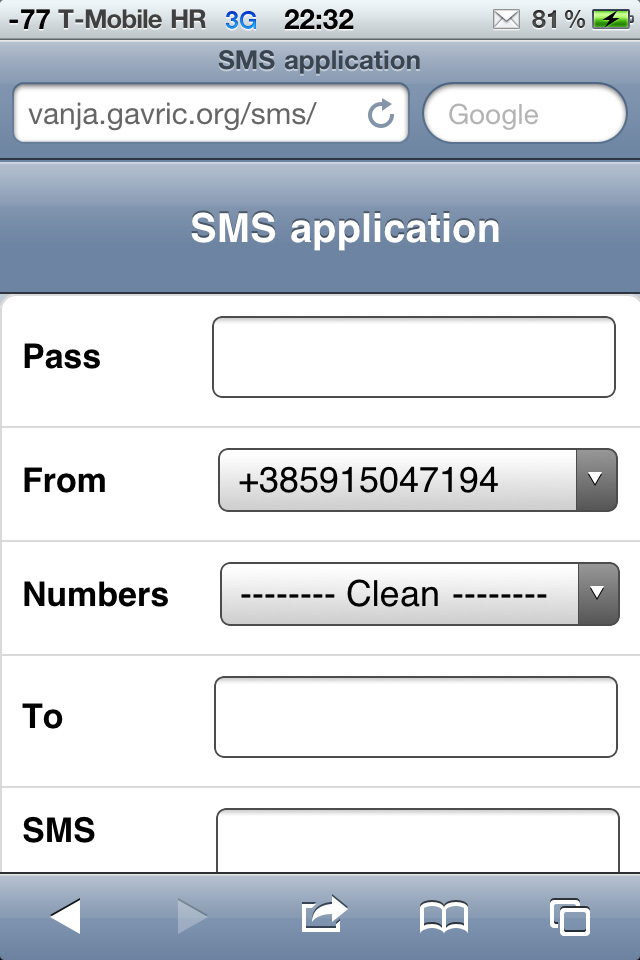 -77 T-Mobile HR 3G 22:32 81 %
SMS application
vanja.gavric.org/sms/ Google
SMS application
Pass
From +385915047194
Numbers -------- Clean --------
To
SMS